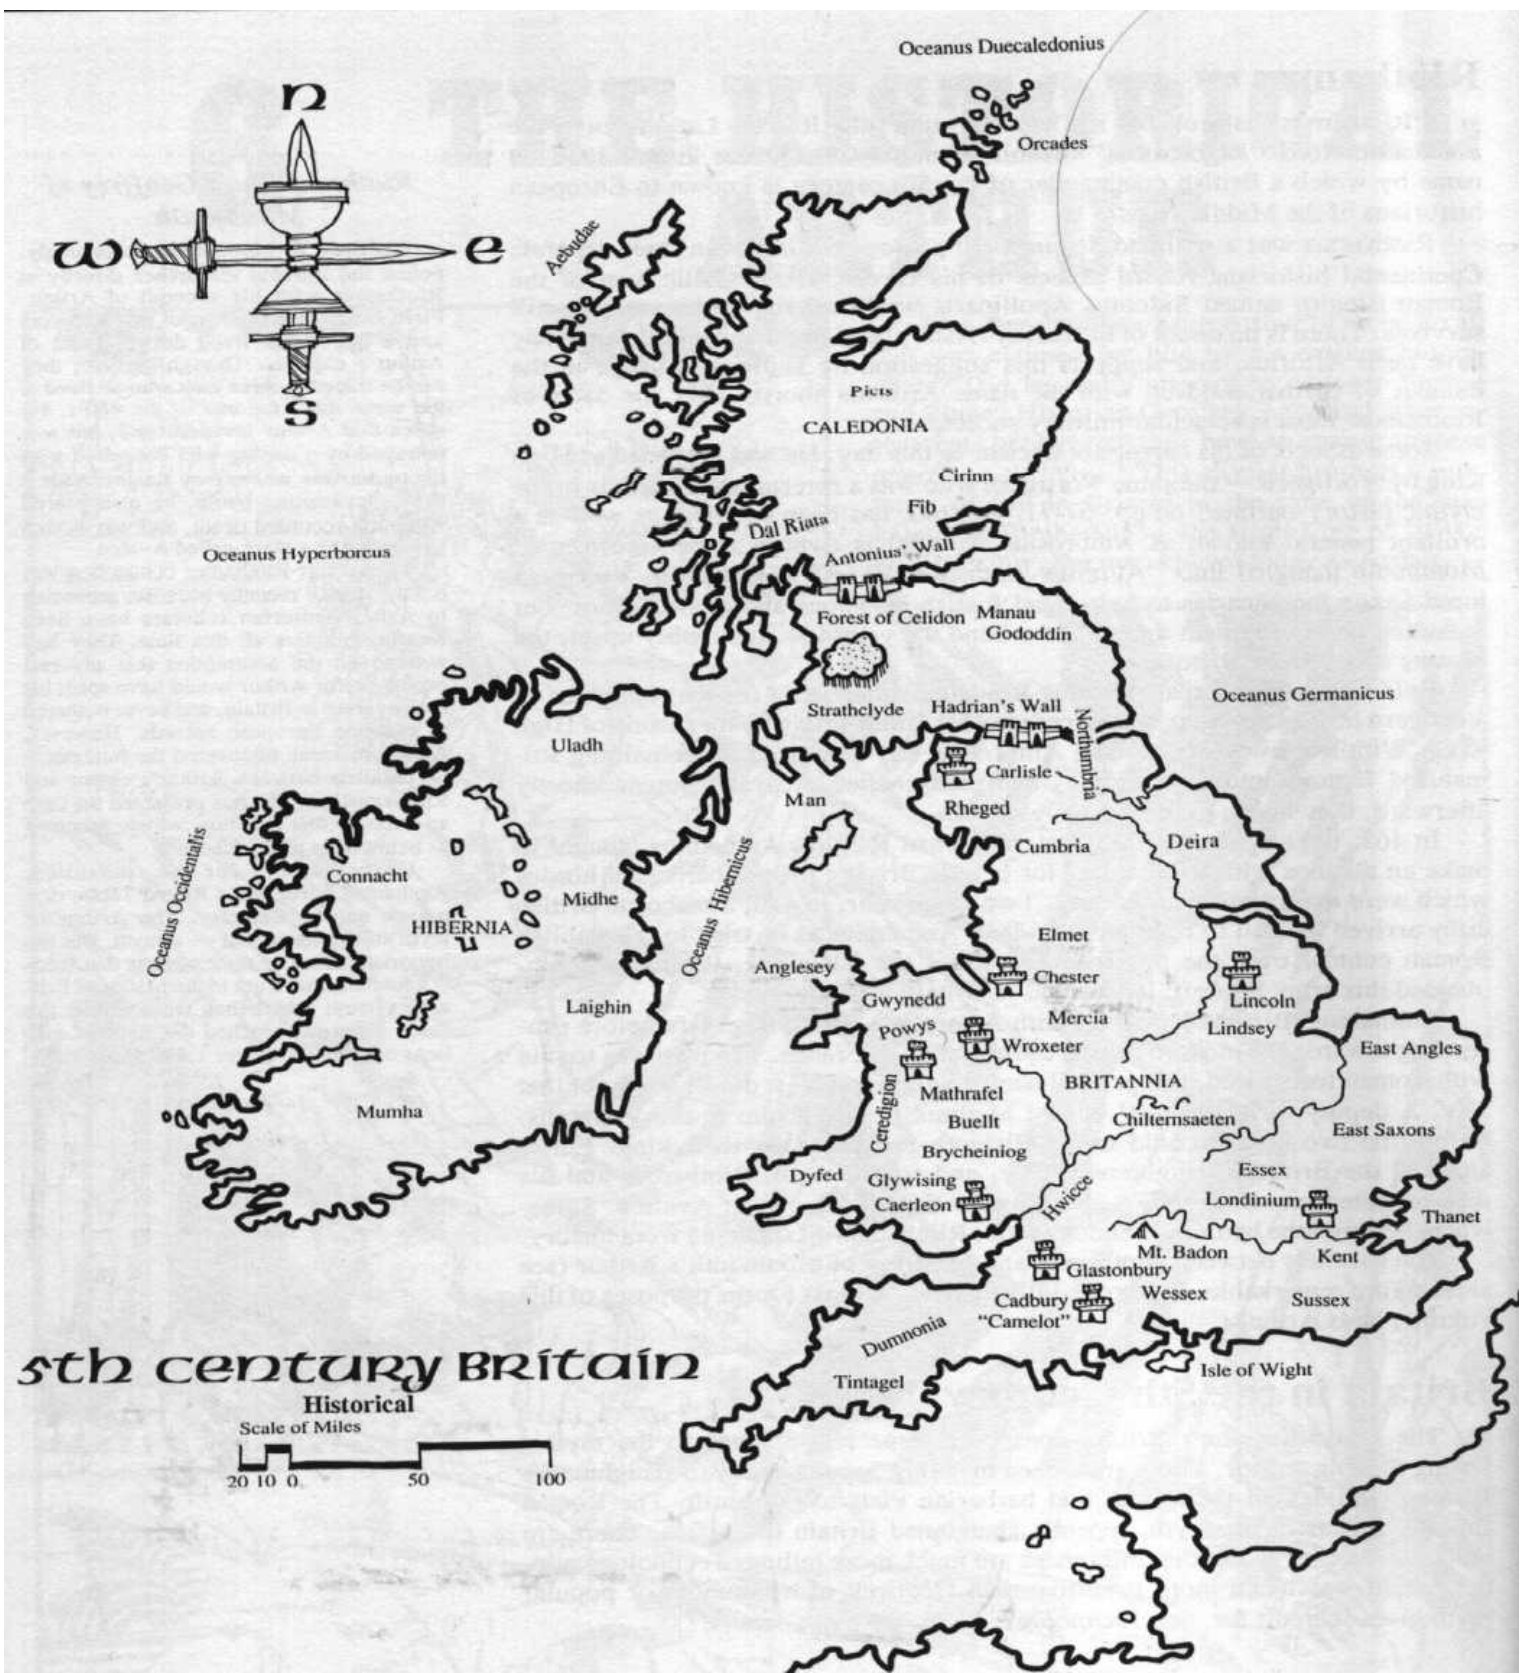 Oceanus Duecaledonius
n
Orcades
w
e
Aebudae
s
Picts
CALEDONIA
Cirinn
Fib
Dal Riata
Antonius' Wall
Oceanus Hyperborcus
Forest of Celidon
Manau
Gododdin
Oceanus Germanicus
Strathclyde
Hadrian's Wall
Northumbria
Uladh
Carlisle
Man
Rheged
Cumbria
Deira
Oceanus Occidentalis
Connacht
Midhe
Oceanus Hibernicus
HIBERNIA
Elmet
Anglesey
Chester
Gwynedd
Lincoln
Laighin
Powys
Mercia
Lindsey
Wroxeter
East Angles
BRITANNIA
Mathrafel
Ceredigion
Mumha
Buellt
Chilternsaeten
East Saxons
Brycheiniog
Dyfed
Glywising
Essex
Caerleon
Hwicce
Londinium
Thanet
Mt. Badon
Kent
Glastonbury
Cadbury
"Camelot"
Wessex
Sussex
Dumnonia
Isle of Wight
Tintagel
5th century Britain
Historical
Scale of Miles
20 10 0 50 100